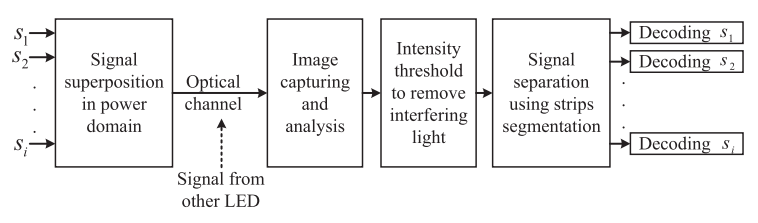 s1
s2
si
Signal
superposition
in power
domain
Optical
channel
Signal from
other LED
Image
capturing
and
analysis
Intensity
threshold
to remove
interfering
light
Signal
separation
using strips
segmentation
Decoding s1
Decoding s2
Decoding si